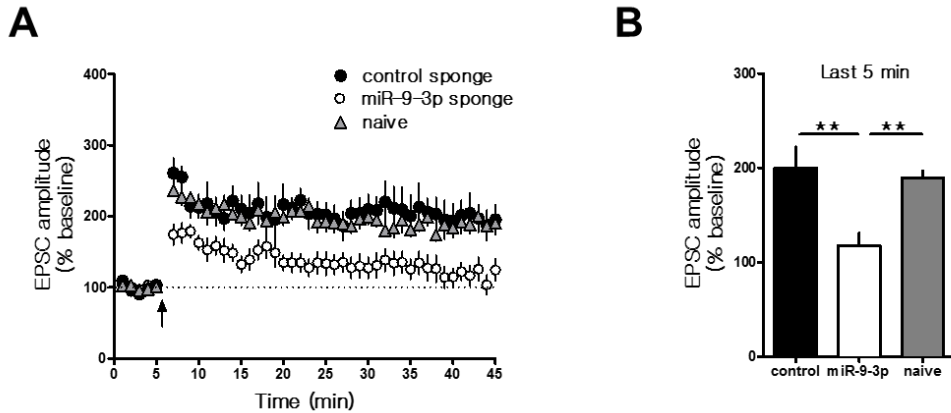 A
EPSC amplitude
(% baseline)
400
300
200
100
0
control sponge
miR-9-3p sponge
naive
0 5 10 15 20 25 30 35 40 45
Time (min)
B
EPSC amplitude
(% baseline)
300
200
100
0
Last 5 min
** **
control miR-9-3p naive